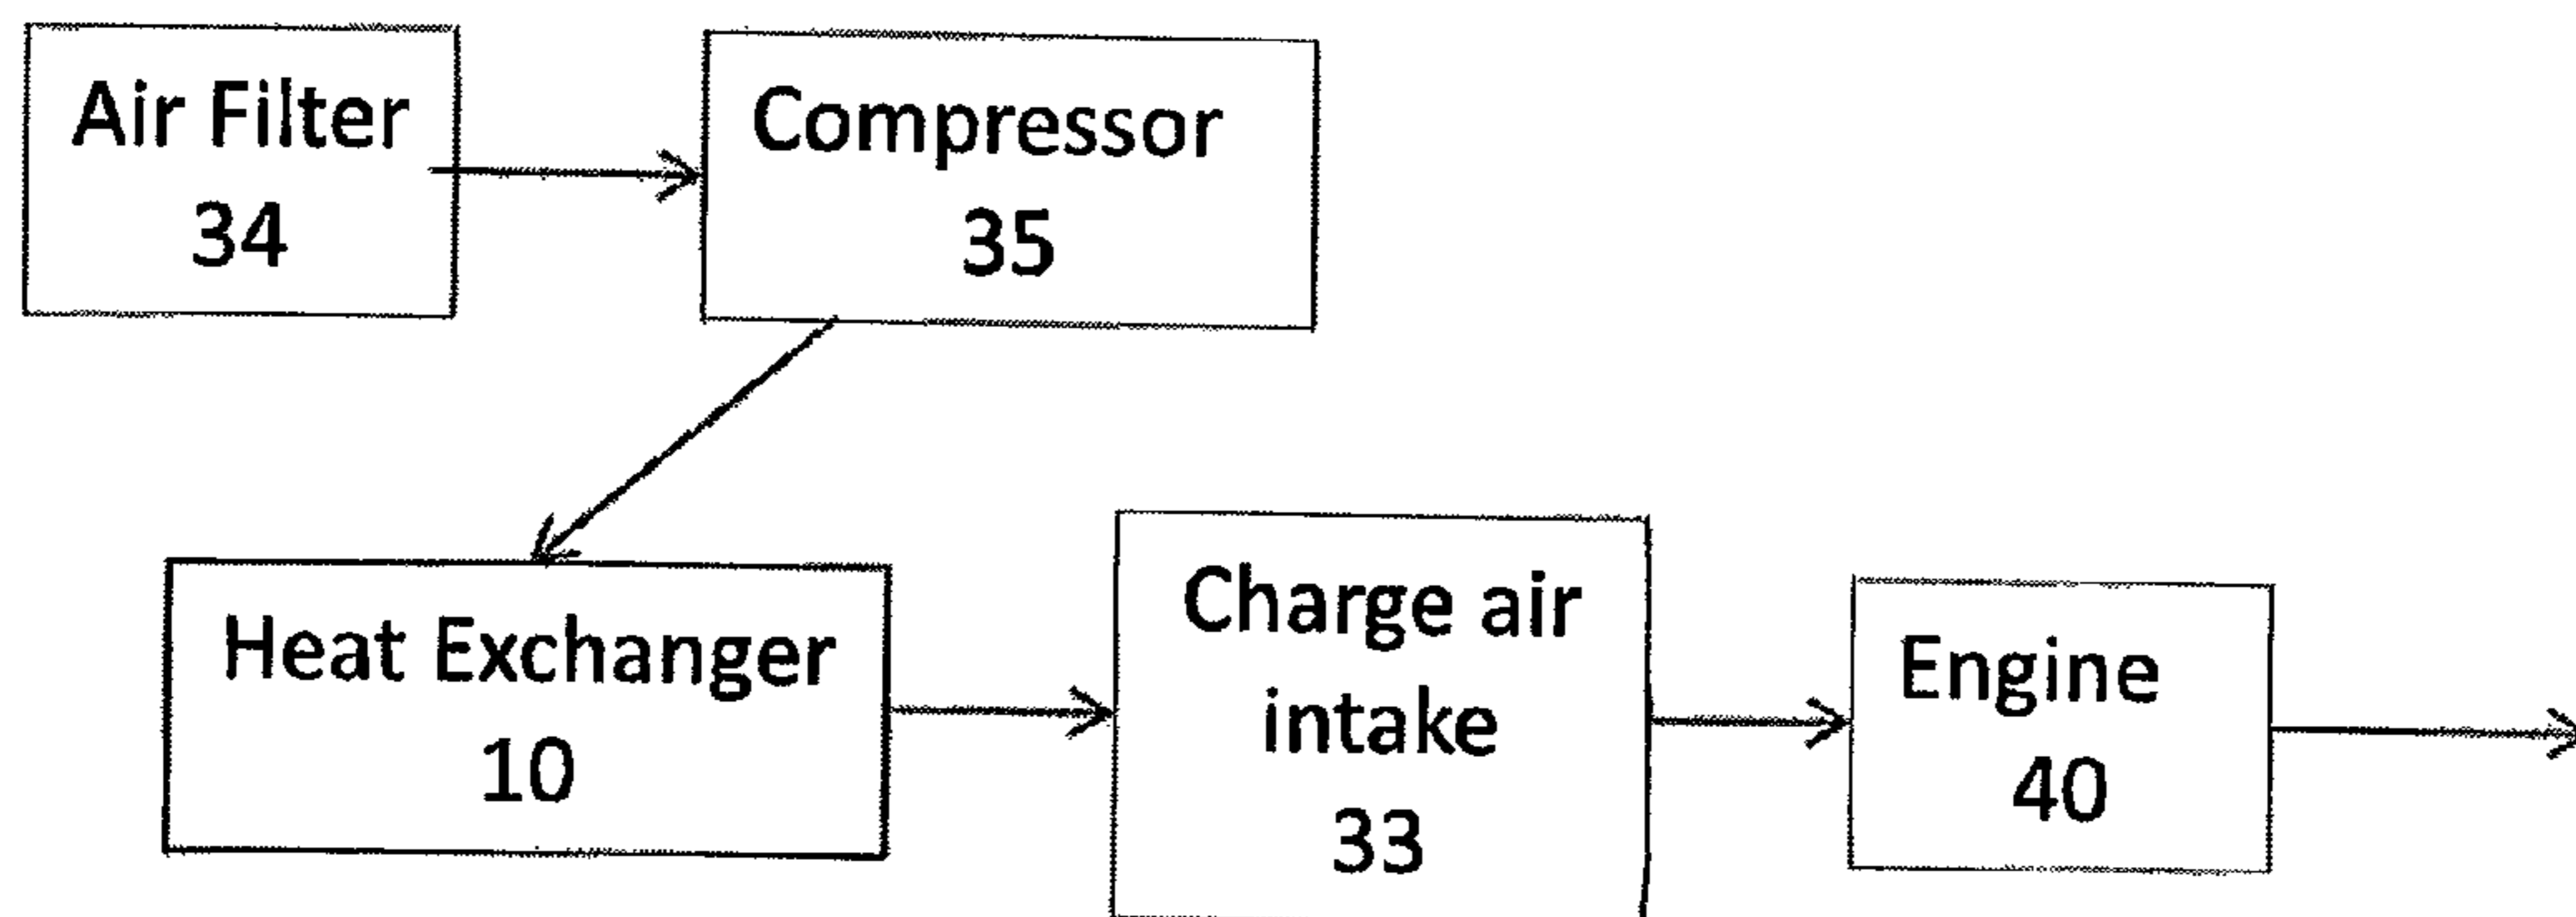 Air Filter
34
Compressor
35
Heat Exchanger
10
Charge air
intake
33
Engine
40